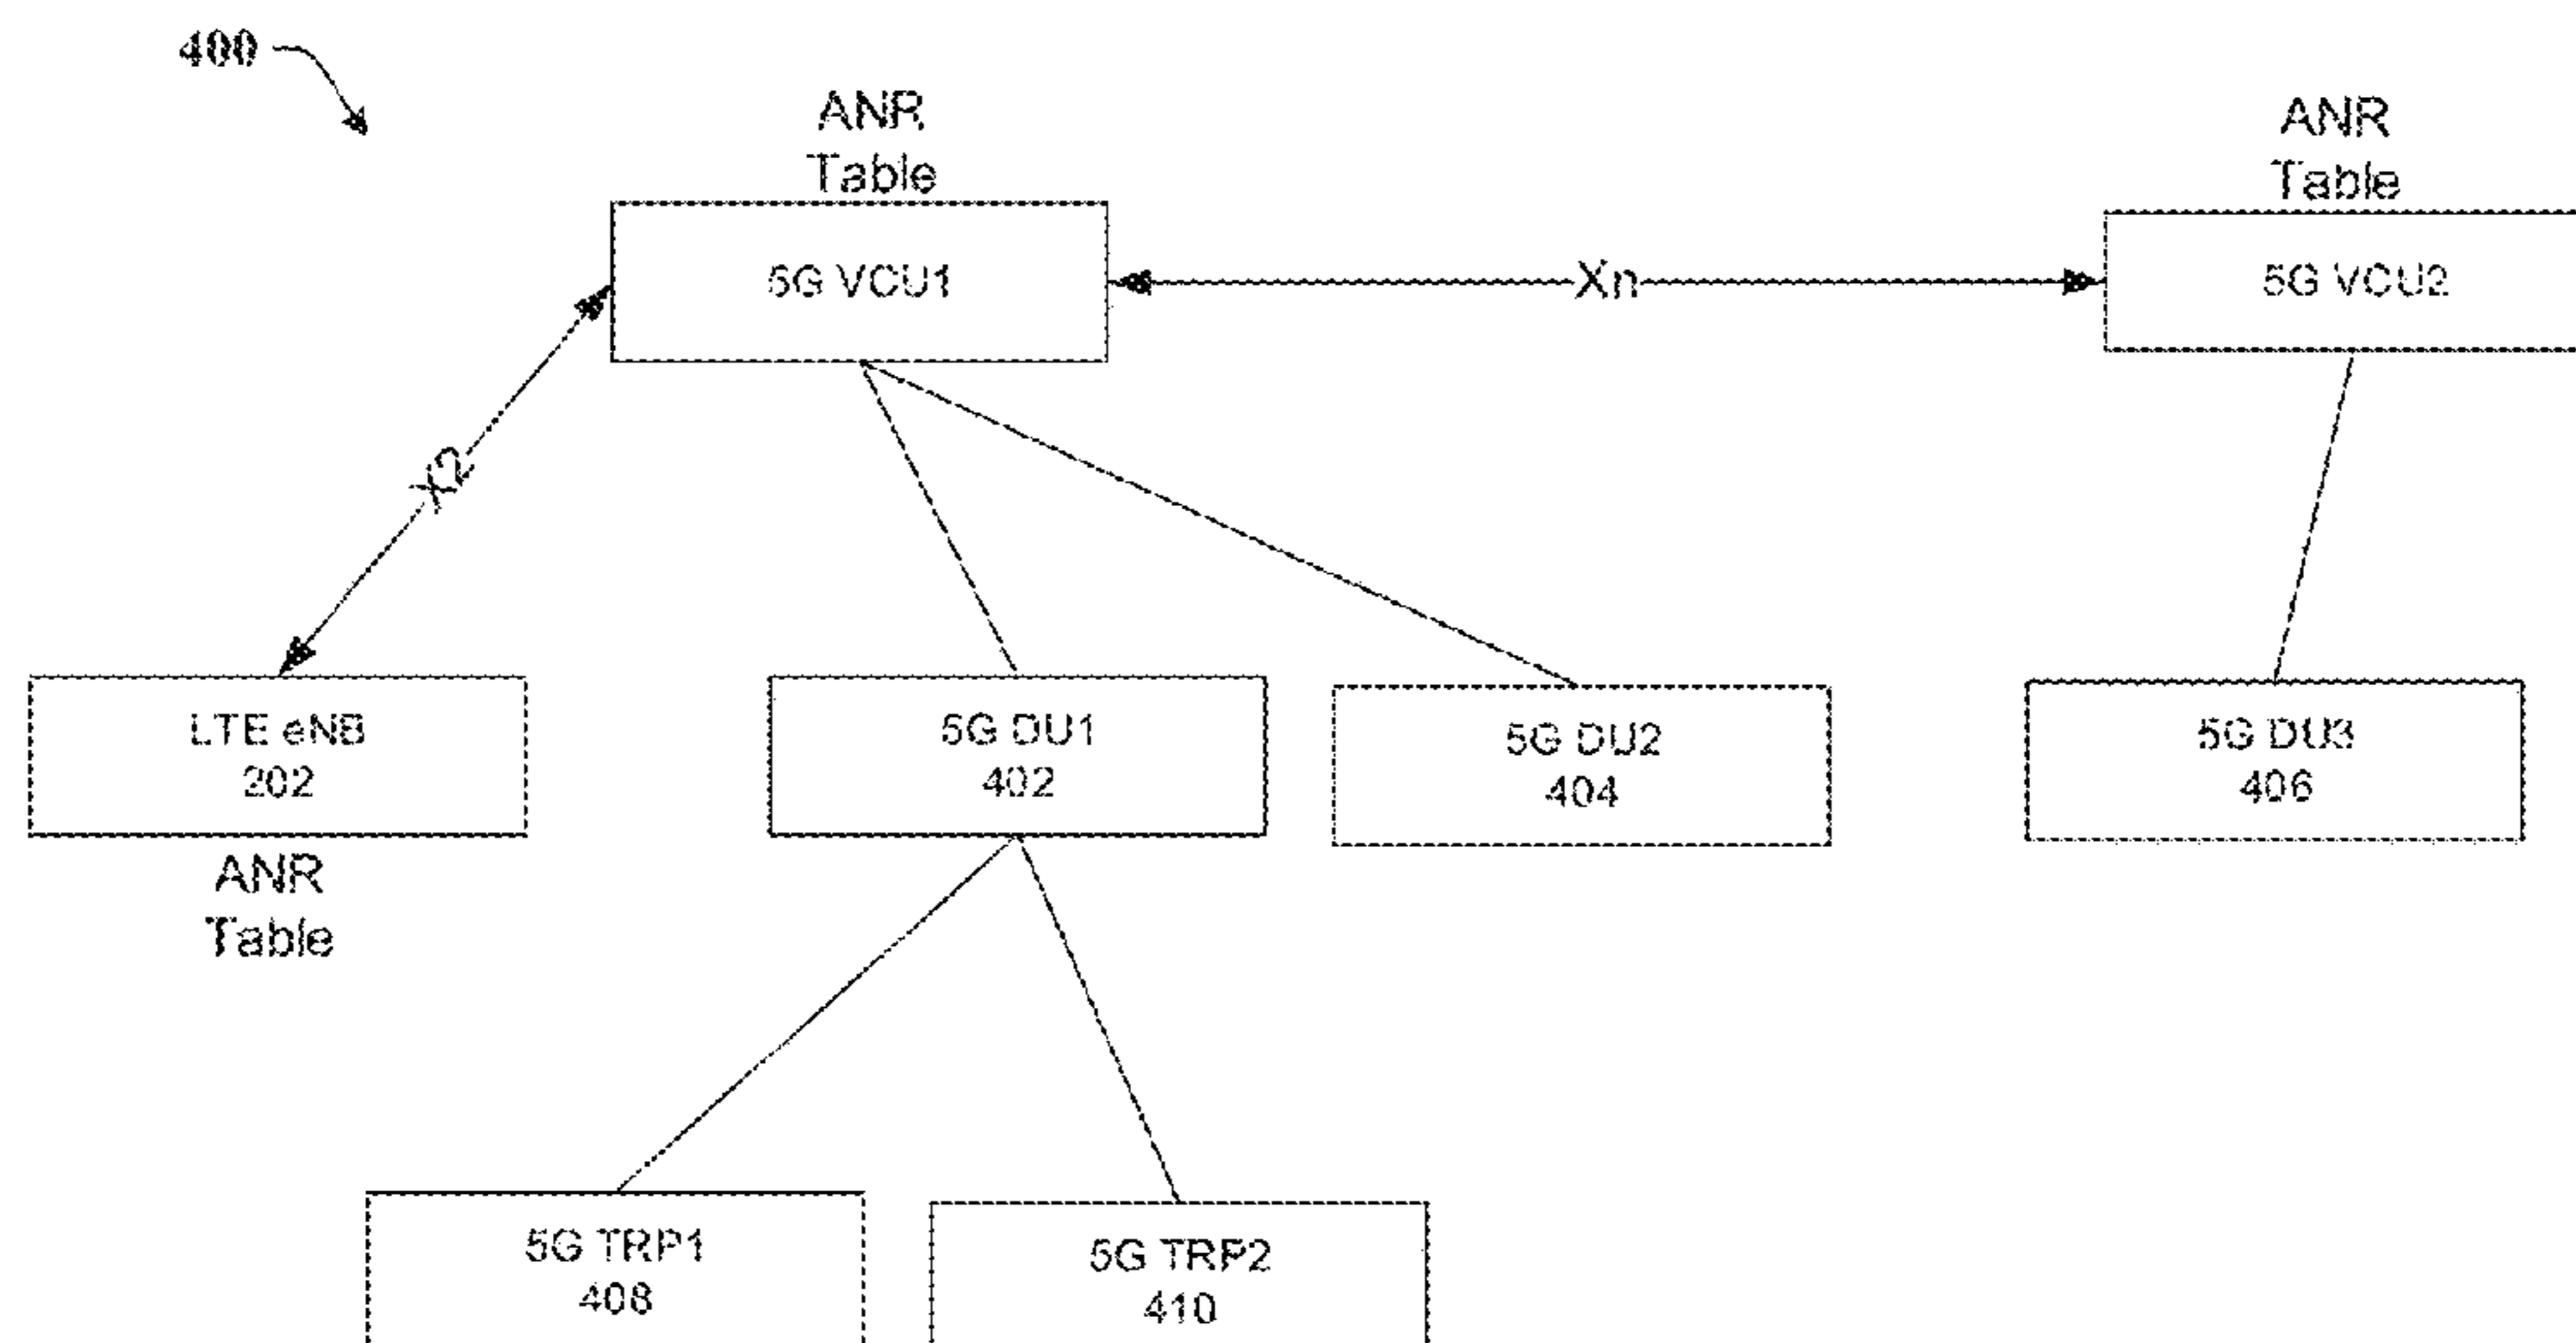 400
ANR
Table
ANR
Table
5G VCU1
Xn
5G VCU2
X2
LTE eNB
202
5G DU1
402
5G DU2
404
5G DU3
406
ANR
Table
5G TRP1
408
5G TRP2
410